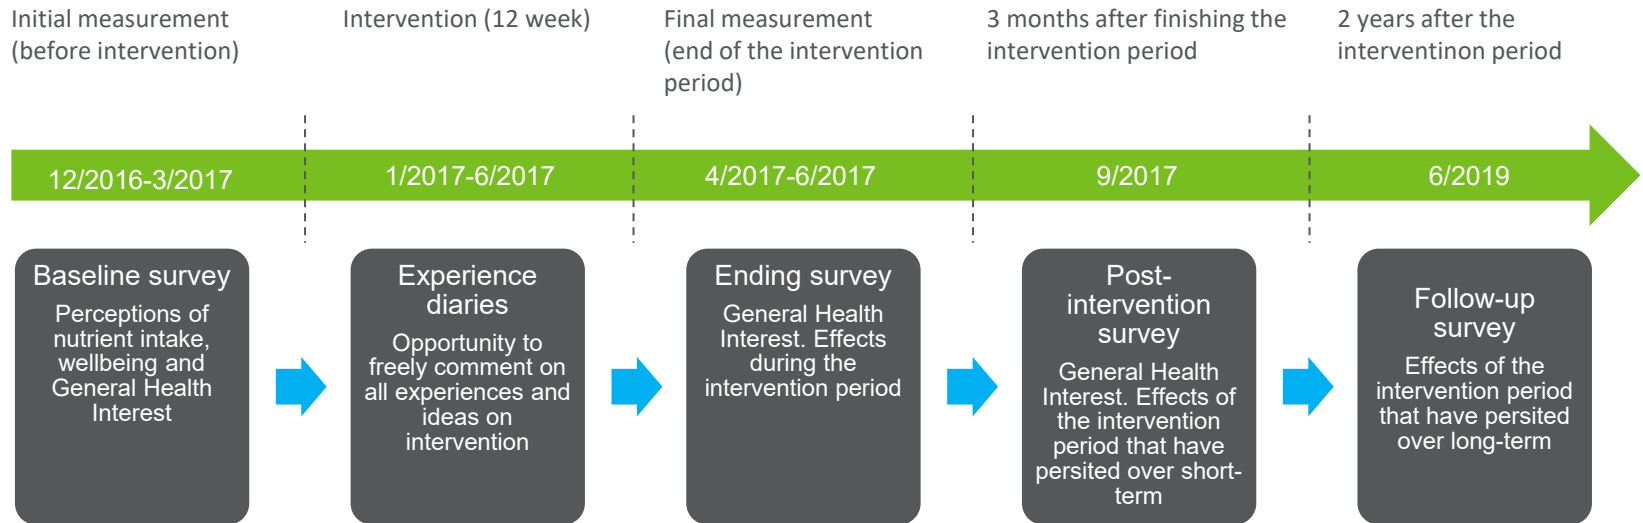 Initial measurement
(before intervention)
Intervention (12 week)
Final measurement
(end of the intervention
period)
3 months after finishing the
intervention period
2 years after the
interventinon period
12/2016-3/2017
1/2017-6/2017
4/2017-6/2017
9/2017
6/2019
Baseline survey
Perceptions of
nutrient intake,
wellbeing and
General Health
Interest
Experience
diaries
Opportunity to
freely comment on
all experiences and
ideas on
intervention
Ending survey
General Health
Interest. Effects
during the
intervention period
Post-
intervention
survey
General Health
Interest. Effects of
the intervention
period that have
persited over short-
term
Follow-up
survey
Effects of the
intervention period
that have persited
over long-term